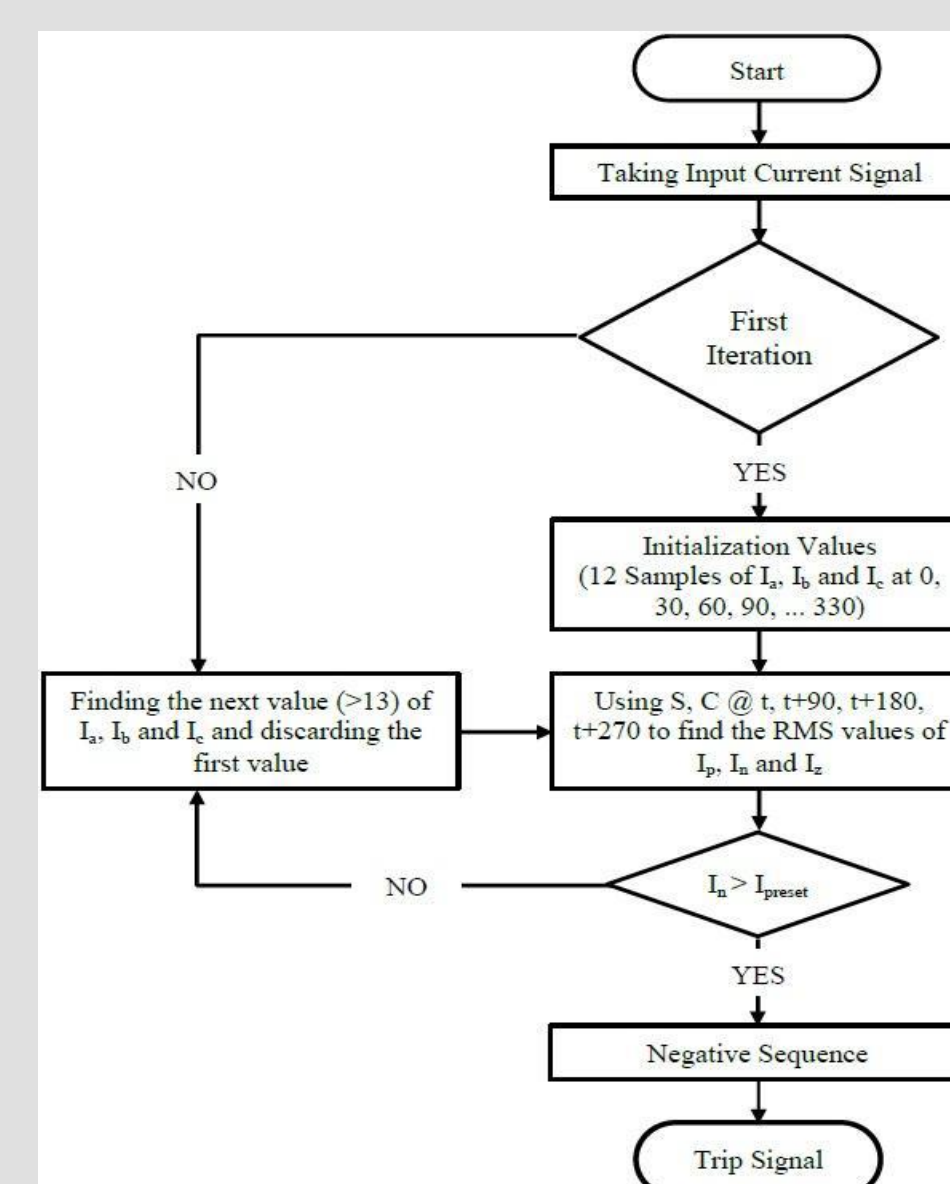 Start
Taking Input Current Signal
First
Iteration
NO
YES
Initialization Values
(12 Samples of Ia, Ib and Ic at 0,
30, 60, 90, ... 330)
Finding the next value (>13) of
Ia, Ib and Ic and discarding the
first value
Using S, C @ t, t+90, t+180,
t+270 to find the RMS values of
Ip, In and Iz
In > Ipreset
NO
YES
Negative Sequence
Trip Signal